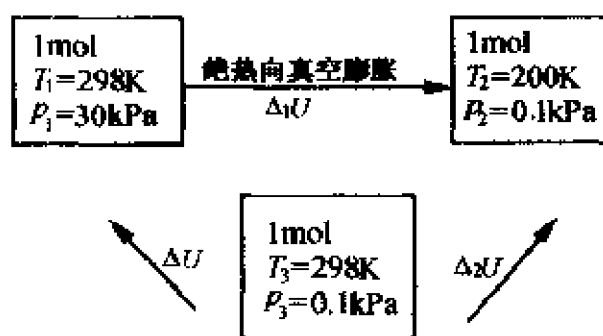 1mol
T₁=298K
P₁=30kPa
绝热向真空膨胀
Δ₁U
1mol
T₂=200K
P₂=0.1kPa
ΔU
1mol
T₃=298K
P₃=0.1kPa
Δ₂U